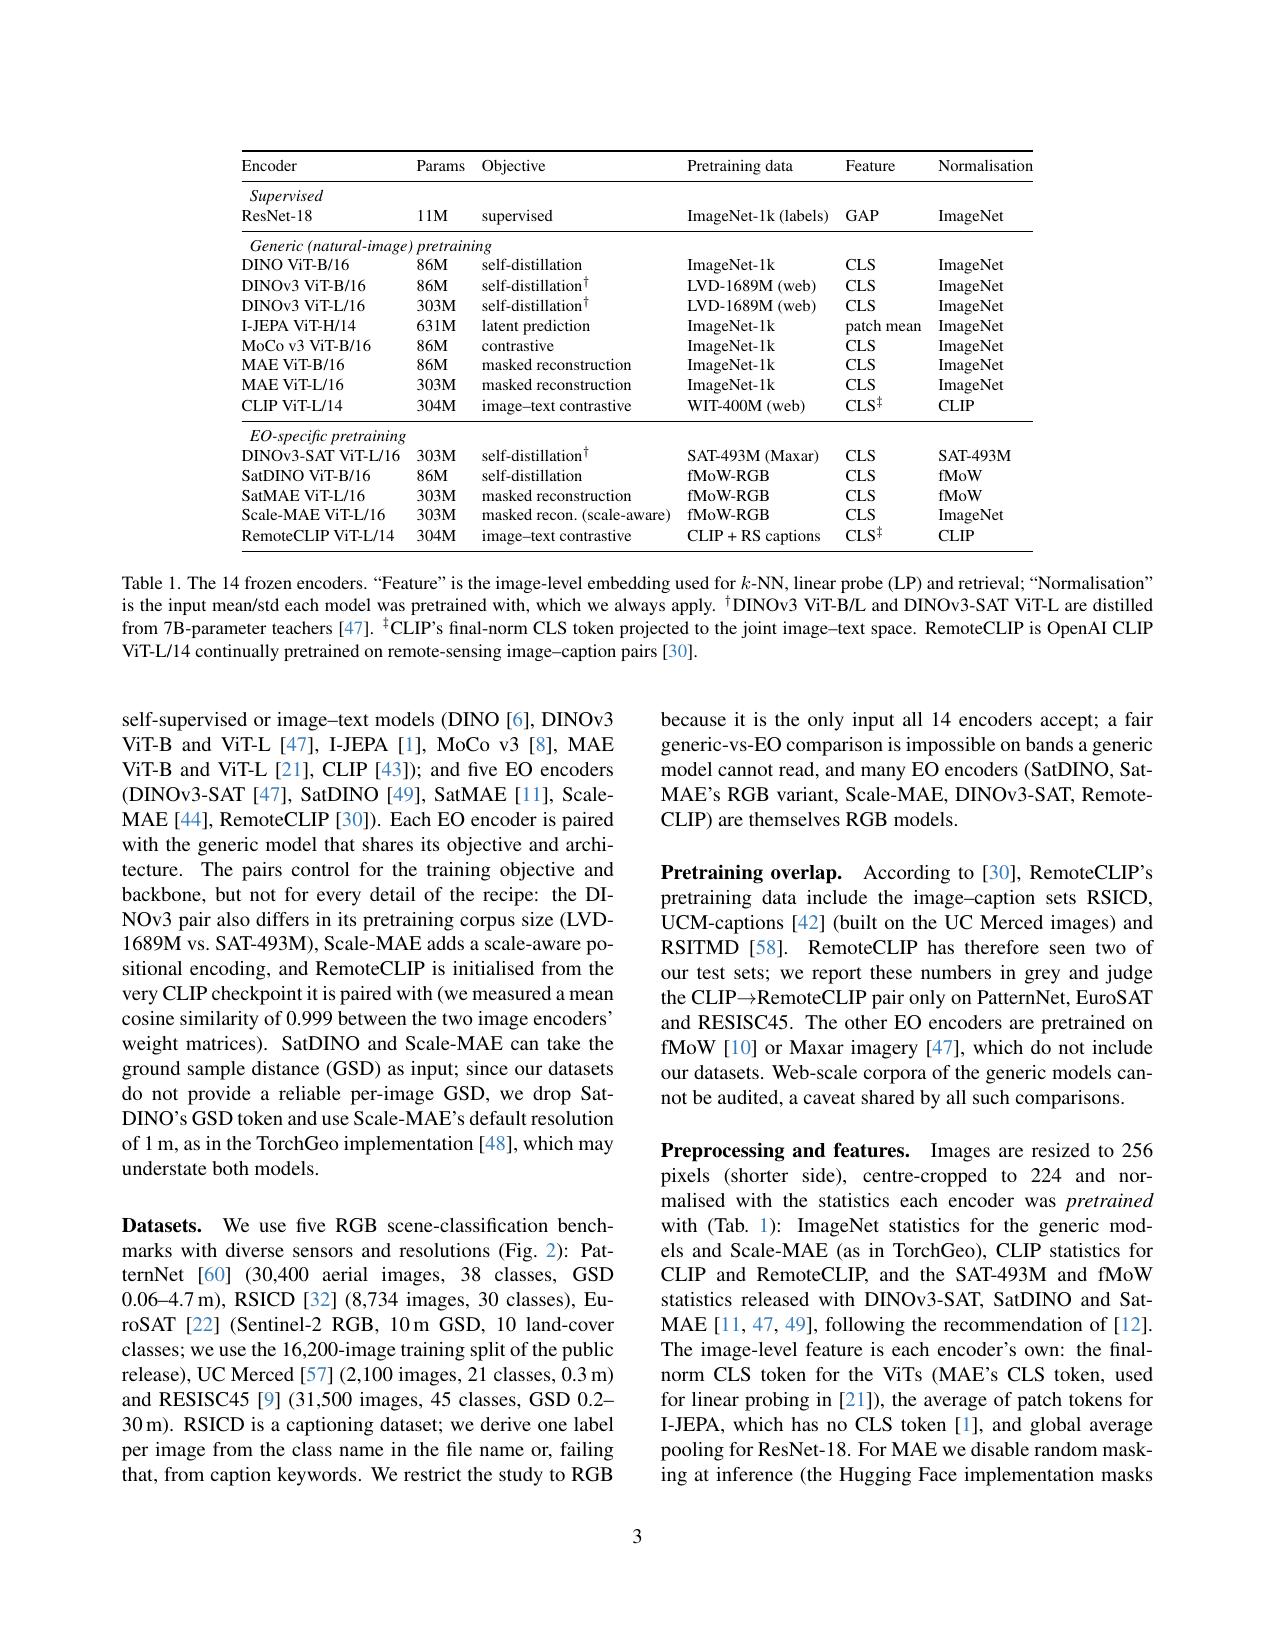 Encoder Params Objective Pretraining data Feature Normalisation
Supervised
ResNet-18 11M supervised ImageNet-1k (labels) GAP ImageNet
Generic (natural-image) pretraining
DINO ViT-B/16 86M self-distillation ImageNet-1k CLS ImageNet
DINOv3 ViT-B/16 86M self-distillation† LVD-1689M (web) CLS ImageNet
DINOv3 ViT-L/16 303M self-distillation† LVD-1689M (web) CLS ImageNet
I-JEPA ViT-H/14 631M latent prediction ImageNet-1k patch mean ImageNet
MoCo v3 ViT-B/16 86M contrastive ImageNet-1k CLS ImageNet
MAE ViT-B/16 86M masked reconstruction ImageNet-1k CLS ImageNet
MAE ViT-L/16 303M masked reconstruction ImageNet-1k CLS ImageNet
CLIP ViT-L/14 304M image–text contrastive WIT-400M (web) CLS‡ CLIP
EO-specific pretraining
DINOv3-SAT ViT-L/16 303M self-distillation† SAT-493M (Maxar) CLS SAT-493M
SatDINO ViT-B/16 86M self-distillation fMoW-RGB CLS fMoW
SatMAE ViT-L/16 303M masked reconstruction fMoW-RGB CLS fMoW
Scale-MAE ViT-L/16 303M masked recon. (scale-aware) fMoW-RGB CLS ImageNet
RemoteCLIP ViT-L/14 304M image–text contrastive CLIP + RS captions CLS‡ CLIP
Table 1. The 14 frozen encoders. “Feature” is the image-level embedding used for k-NN, linear probe (LP) and retrieval; “Normalisation”
is the input mean/std each model was pretrained with, which we always apply. †DINOv3 ViT-B/L and DINOv3-SAT ViT-L are distilled
from 7B-parameter teachers [47]. ‡CLIP’s final-norm CLS token projected to the joint image–text space. RemoteCLIP is OpenAI CLIP
ViT-L/14 continually pretrained on remote-sensing image–caption pairs [30].
self-supervised or image–text models (DINO [6], DINOv3
ViT-B and ViT-L [47], I-JEPA [1], MoCo v3 [8], MAE
ViT-B and ViT-L [21], CLIP [43]); and five EO encoders
(DINOv3-SAT [47], SatDINO [49], SatMAE [11], Scale-
MAE [44], RemoteCLIP [30]). Each EO encoder is paired
with the generic model that shares its objective and archi-
tecture. The pairs control for the training objective and
backbone, but not for every detail of the recipe: the DI-
NOv3 pair also differs in its pretraining corpus size (LVD-
1689M vs. SAT-493M), Scale-MAE adds a scale-aware po-
sitional encoding, and RemoteCLIP is initialised from the
very CLIP checkpoint it is paired with (we measured a mean
cosine similarity of 0.999 between the two image encoders’
weight matrices). SatDINO and Scale-MAE can take the
ground sample distance (GSD) as input; since our datasets
do not provide a reliable per-image GSD, we drop Sat-
DINO’s GSD token and use Scale-MAE’s default resolution
of 1 m, as in the TorchGeo implementation [48], which may
understate both models.
Datasets. We use five RGB scene-classification bench-
marks with diverse sensors and resolutions (Fig. 2): Pat-
ternNet [60] (30,400 aerial images, 38 classes, GSD
0.06–4.7 m), RSICD [32] (8,734 images, 30 classes), Eu-
roSAT [22] (Sentinel-2 RGB, 10 m GSD, 10 land-cover
classes; we use the 16,200-image training split of the public
release), UC Merced [57] (2,100 images, 21 classes, 0.3 m)
and RESISC45 [9] (31,500 images, 45 classes, GSD 0.2–
30 m). RSICD is a captioning dataset; we derive one label
per image from the class name in the file name or, failing
that, from caption keywords. We restrict the study to RGB
because it is the only input all 14 encoders accept; a fair
generic-vs-EO comparison is impossible on bands a generic
model cannot read, and many EO encoders (SatDINO, Sat-
MAE’s RGB variant, Scale-MAE, DINOv3-SAT, Remote-
CLIP) are themselves RGB models.
Pretraining overlap. According to [30], RemoteCLIP’s
pretraining data include the image–caption sets RSICD,
UCM-captions [42] (built on the UC Merced images) and
RSITMD [58]. RemoteCLIP has therefore seen two of
our test sets; we report these numbers in grey and judge
the CLIP→RemoteCLIP pair only on PatternNet, EuroSAT
and RESISC45. The other EO encoders are pretrained on
fMoW [10] or Maxar imagery [47], which do not include
our datasets. Web-scale corpora of the generic models can-
not be audited, a caveat shared by all such comparisons.
Preprocessing and features. Images are resized to 256
pixels (shorter side), centre-cropped to 224 and nor-
malised with the statistics each encoder was pretrained
with (Tab. 1): ImageNet statistics for the generic mod-
els and Scale-MAE (as in TorchGeo), CLIP statistics for
CLIP and RemoteCLIP, and the SAT-493M and fMoW
statistics released with DINOv3-SAT, SatDINO and Sat-
MAE [11, 47, 49], following the recommendation of [12].
The image-level feature is each encoder’s own: the final-
norm CLS token for the ViTs (MAE’s CLS token, used
for linear probing in [21]), the average of patch tokens for
I-JEPA, which has no CLS token [1], and global average
pooling for ResNet-18. For MAE we disable random mask-
ing at inference (the Hugging Face implementation masks
3